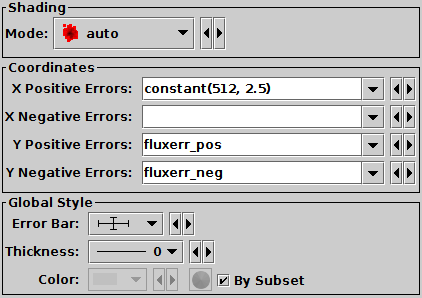 Shading
Mode: auto
Coordinates
X Positive Errors: constant(512, 2.5)
X Negative Errors:
Y Positive Errors: fluxerr_pos
Y Negative Errors: fluxerr_neg
Global Style
Error Bar:
Thickness: 0
Color: By Subset